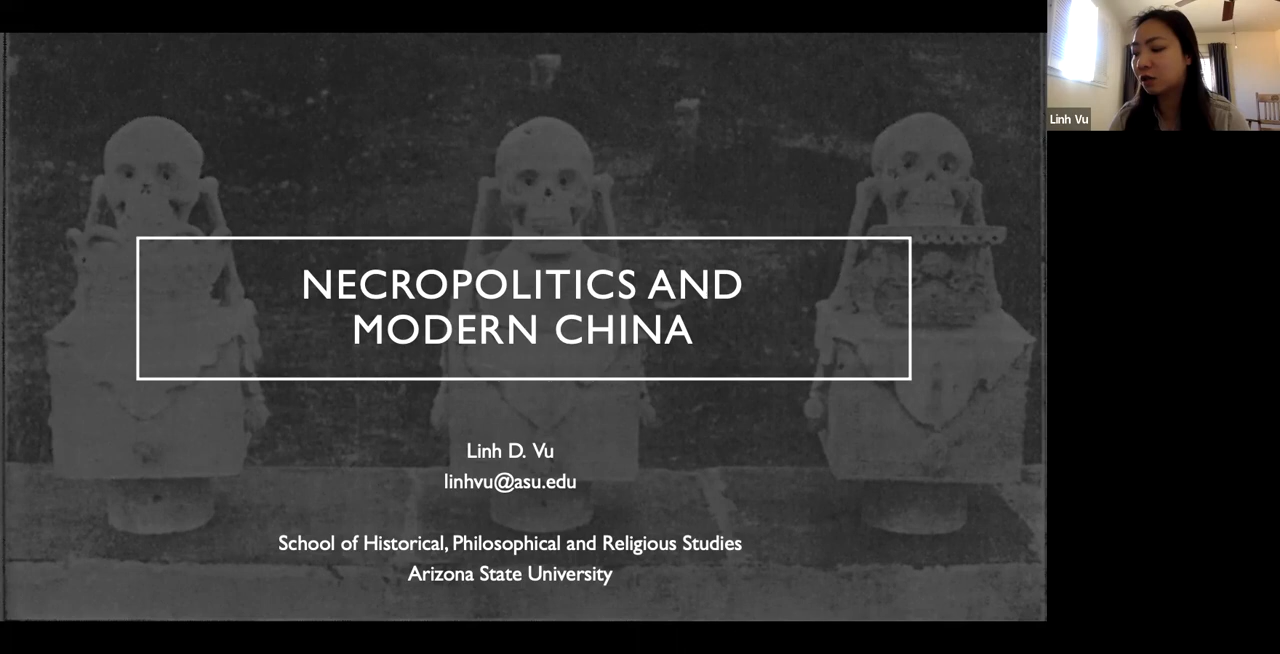 NECROPOLITICS AND
MODERN CHINA
Linh D. Vu
linhvu@asu.edu
School of Historical, Philosophical and Religious Studies
Arizona State University
Linh Vu